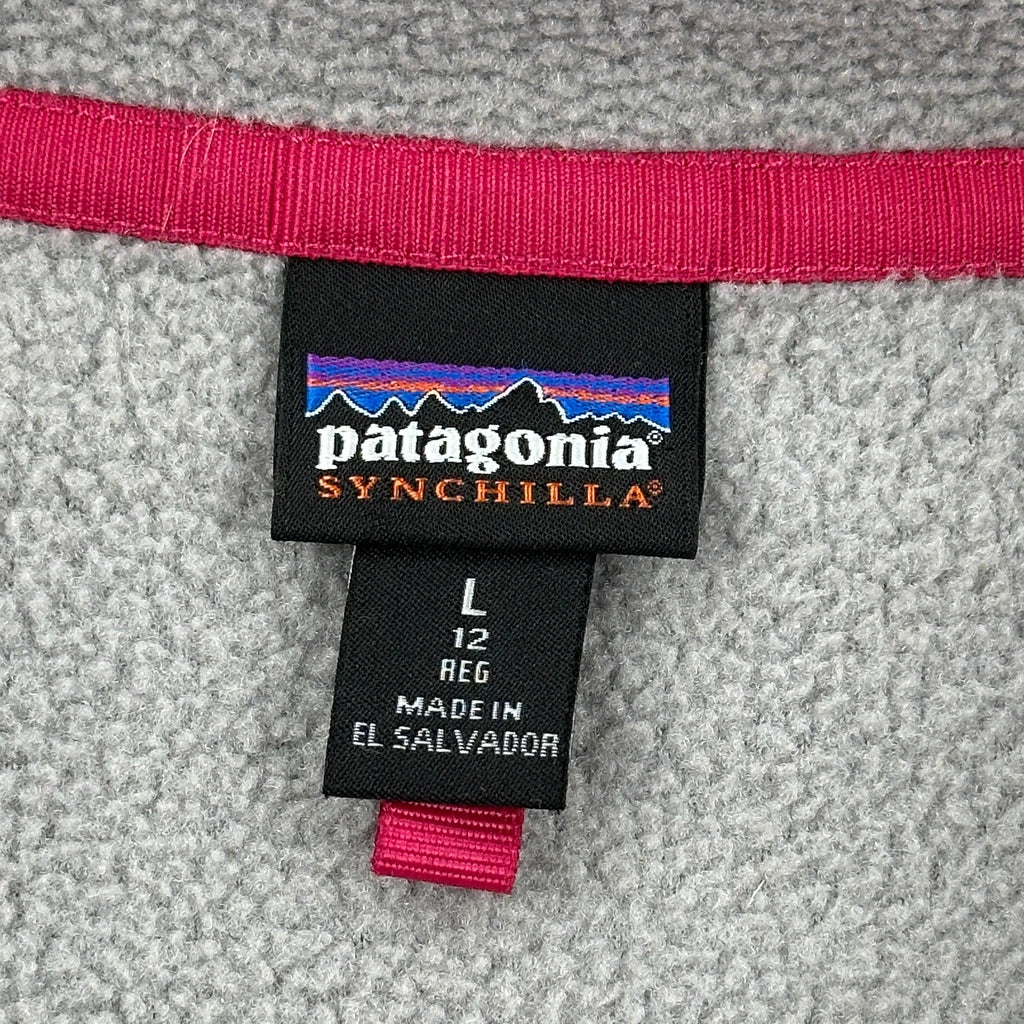 patagonia®
SYNCHILLA®
L
12
REG
MADE IN
EL SALVADOR